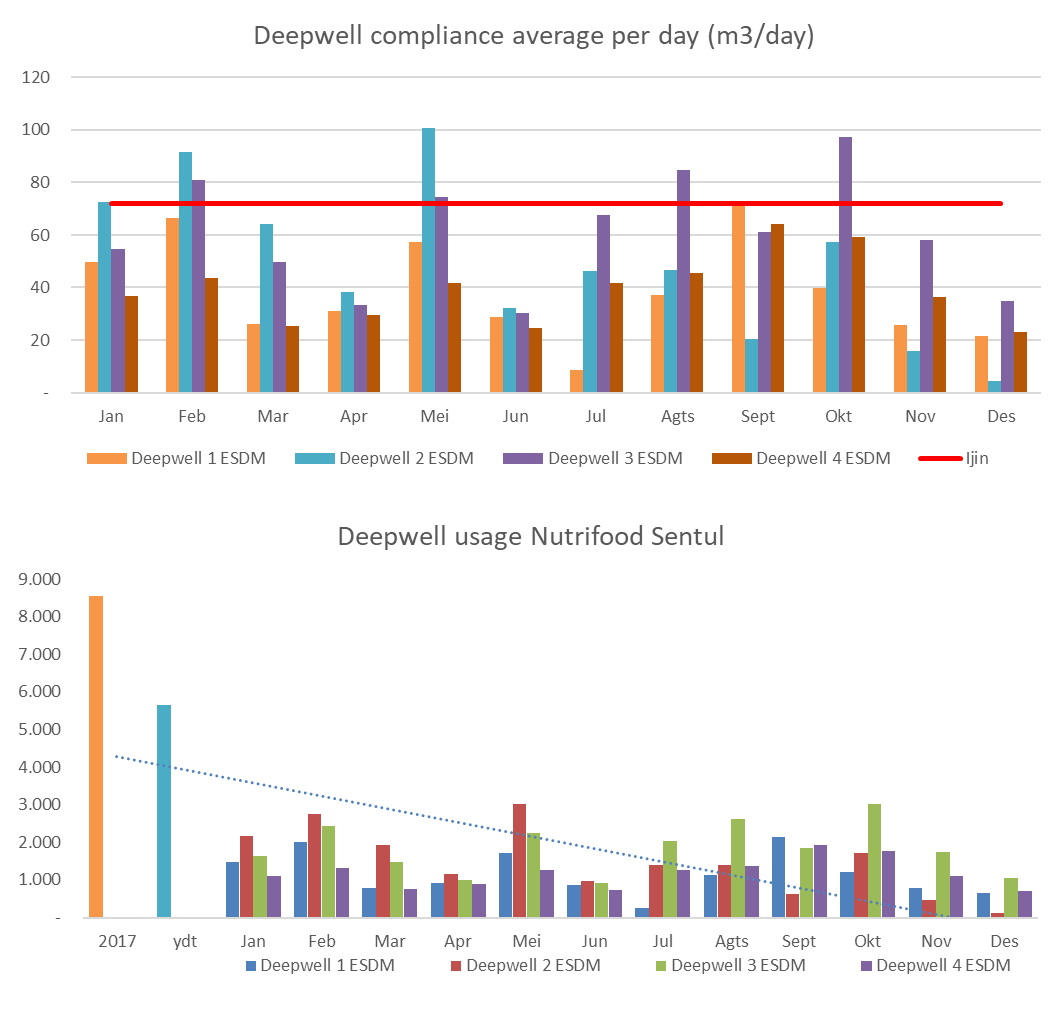 Deepwell compliance average per day (m3/day)
120
100
80
60
40
20
-
Jan Feb Mar Apr Mei Jun Jul Agts Sept Okt Nov Des
Deepwell 1 ESDM Deepwell 2 ESDM Deepwell 3 ESDM Deepwell 4 ESDM Ijin
Deepwell usage Nutrifood Sentul
9.000
8.000
7.000
6.000
5.000
4.000
3.000
2.000
1.000
-
2017 ydt Jan Feb Mar Apr Mei Jun Jul Agts Sept Okt Nov Des
Deepwell 1 ESDM Deepwell 2 ESDM Deepwell 3 ESDM Deepwell 4 ESDM